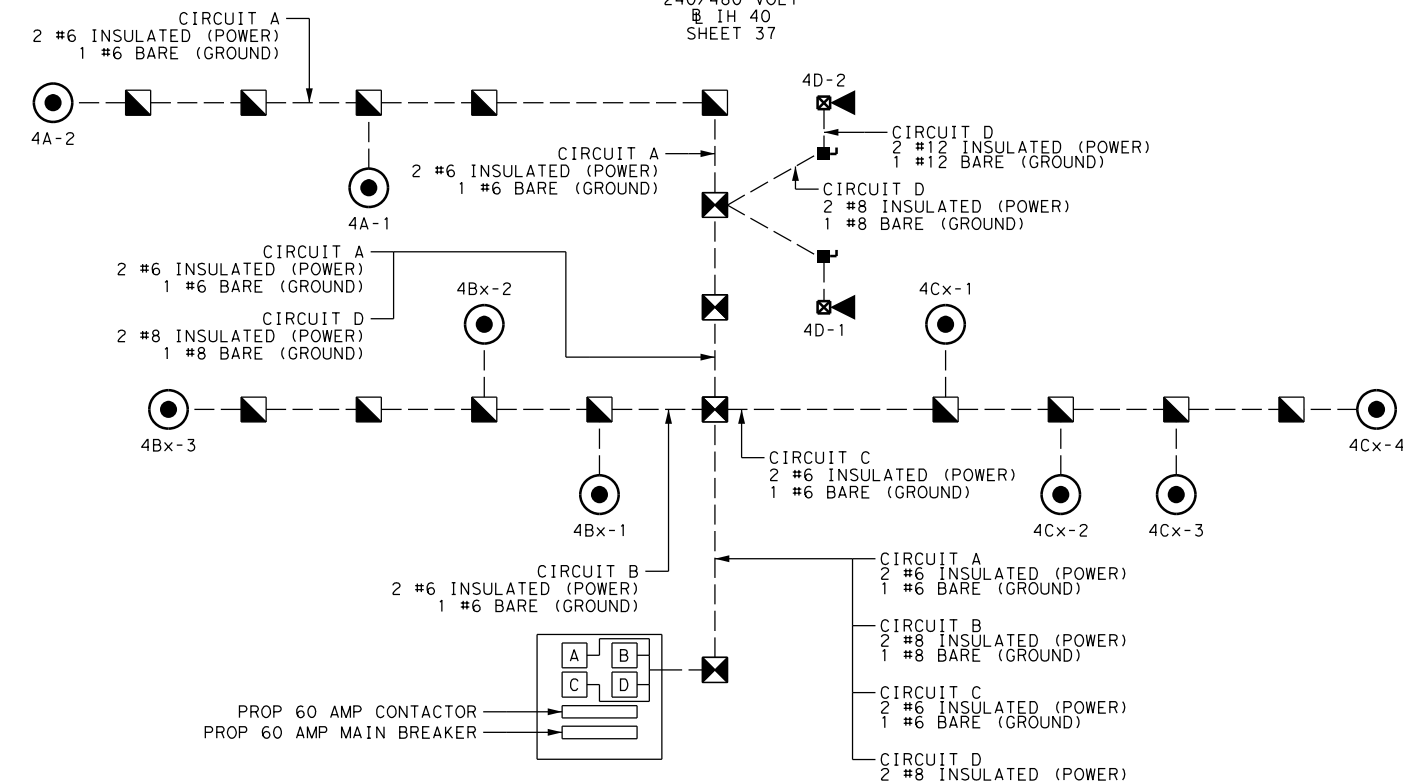 240/480 VOLT
℄ IH 40
SHEET 37
CIRCUIT A
2 #6 INSULATED (POWER)
1 #6 BARE (GROUND)
4A-2
4A-1
4D-2
CIRCUIT D
2 #12 INSULATED (POWER)
1 #12 BARE (GROUND)
CIRCUIT A
2 #6 INSULATED (POWER)
1 #6 BARE (GROUND)
CIRCUIT D
2 #8 INSULATED (POWER)
1 #8 BARE (GROUND)
CIRCUIT A
2 #6 INSULATED (POWER)
1 #6 BARE (GROUND)
CIRCUIT D
2 #8 INSULATED (POWER)
1 #8 BARE (GROUND)
4Bx-2
4D-1
4Cx-1
4Bx-3
4Cx-4
CIRCUIT C
2 #6 INSULATED (POWER)
1 #6 BARE (GROUND)
4Bx-1
4Cx-2
4Cx-3
CIRCUIT B
2 #6 INSULATED (POWER)
1 #6 BARE (GROUND)
CIRCUIT A
2 #6 INSULATED (POWER)
1 #6 BARE (GROUND)
CIRCUIT B
2 #8 INSULATED (POWER)
1 #8 BARE (GROUND)
CIRCUIT C
2 #6 INSULATED (POWER)
1 #6 BARE (GROUND)
CIRCUIT D
2 #8 INSULATED (POWER)
A B
C D
PROP 60 AMP CONTACTOR
PROP 60 AMP MAIN BREAKER